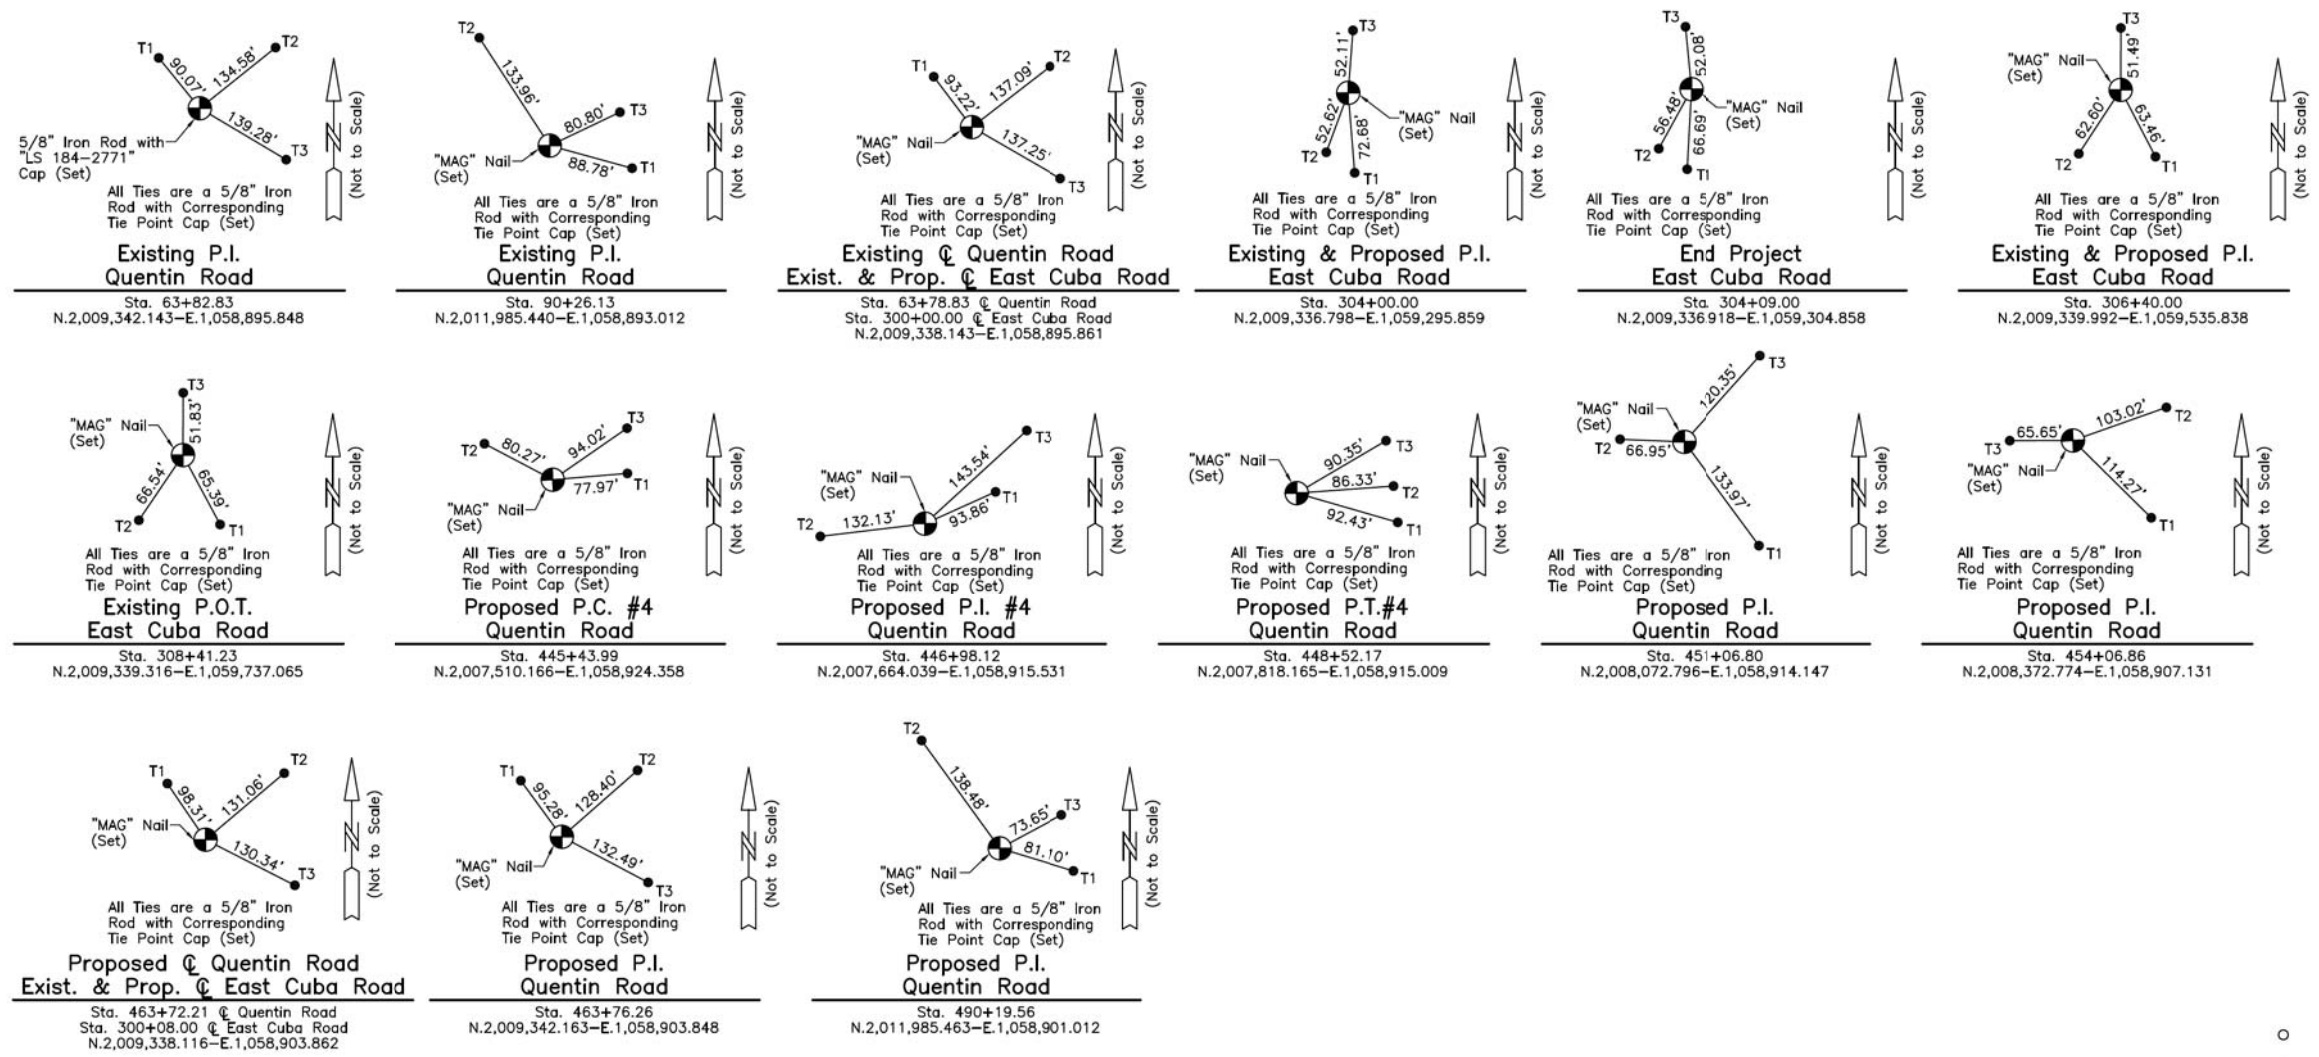 T1
T2
90.07'
134.58'
139.28'
T3
5/8" Iron Rod with
"LS 184-2771"
Cap (Set)
N
(Not to Scale)
All Ties are a 5/8" Iron
Rod with Corresponding
Tie Point Cap (Set)
Existing P.I.
Quentin Road
Sta. 63+82.83
N.2,009,342.143-E.1,058,895.848
T2
133.96'
80.80'
T3
88.78'
T1
"MAG" Nail
(Set)
N
(Not to Scale)
All Ties are a 5/8" Iron
Rod with Corresponding
Tie Point Cap (Set)
Existing P.I.
Quentin Road
Sta. 90+26.13
N.2,011,985.440-E.1,058,893.012
T1
T2
93.22'
137.09'
137.25'
T3
"MAG" Nail
(Set)
N
(Not to Scale)
All Ties are a 5/8" Iron
Rod with Corresponding
Tie Point Cap (Set)
Existing ℄ Quentin Road
Exist. & Prop. ℄ East Cuba Road
Sta. 63+78.83 ℄ Quentin Road
Sta. 300+00.00 ℄ East Cuba Road
N.2,009,338.143-E.1,058,895.861
T3
52.11'
52.62'
72.68'
T2
T1
"MAG" Nail
(Set)
N
(Not to Scale)
All Ties are a 5/8" Iron
Rod with Corresponding
Tie Point Cap (Set)
Existing & Proposed P.I.
East Cuba Road
Sta. 304+00.00
N.2,009,336.798-E.1,059,295.859
T3
52.08'
56.48'
66.69'
T2
T1
"MAG" Nail
(Set)
N
(Not to Scale)
All Ties are a 5/8" Iron
Rod with Corresponding
Tie Point Cap (Set)
End Project
East Cuba Road
Sta. 304+09.00
N.2,009,336.918-E.1,059,304.858
T3
51.49'
"MAG" Nail
(Set)
62.60'
63.46'
T2
T1
N
(Not to Scale)
All Ties are a 5/8" Iron
Rod with Corresponding
Tie Point Cap (Set)
Existing & Proposed P.I.
East Cuba Road
Sta. 306+40.00
N.2,009,339.992-E.1,059,535.838
T3
51.83'
"MAG" Nail
(Set)
66.54'
65.39'
T2
T1
N
(Not to Scale)
All Ties are a 5/8" Iron
Rod with Corresponding
Tie Point Cap (Set)
Existing P.O.T.
East Cuba Road
Sta. 308+41.23
N.2,009,339.316-E.1,059,737.065
T2
80.27'
94.02'
T3
77.97'
T1
"MAG" Nail
(Set)
N
(Not to Scale)
All Ties are a 5/8" Iron
Rod with Corresponding
Tie Point Cap (Set)
Proposed P.C. #4
Quentin Road
Sta. 445+43.99
N.2,007,510.166-E.1,058,924.358
T3
143.54'
"MAG" Nail
(Set)
T2
132.13'
93.86'
T1
N
(Not to Scale)
All Ties are a 5/8" Iron
Rod with Corresponding
Tie Point Cap (Set)
Proposed P.I. #4
Quentin Road
Sta. 446+98.12
N.2,007,664.039-E.1,058,915.531
"MAG" Nail
(Set)
90.35'
T3
86.33'
T2
92.43'
T1
N
(Not to Scale)
All Ties are a 5/8" Iron
Rod with Corresponding
Tie Point Cap (Set)
Proposed P.T.#4
Quentin Road
Sta. 448+52.17
N.2,007,818.165-E.1,058,915.009
T3
120.35'
"MAG" Nail
(Set)
T2
66.95'
133.97'
T1
N
(Not to Scale)
All Ties are a 5/8" Iron
Rod with Corresponding
Tie Point Cap (Set)
Proposed P.I.
Quentin Road
Sta. 451+06.80
N.2,008,072.796-E.1,058,914.147
103.02'
T2
T3
65.65'
"MAG" Nail
(Set)
114.27'
T1
N
(Not to Scale)
All Ties are a 5/8" Iron
Rod with Corresponding
Tie Point Cap (Set)
Proposed P.I.
Quentin Road
Sta. 454+06.86
N.2,008,372.774-E.1,058,907.131
T1
T2
98.31'
131.06'
"MAG" Nail
(Set)
130.34'
T3
N
(Not to Scale)
All Ties are a 5/8" Iron
Rod with Corresponding
Tie Point Cap (Set)
Proposed ℄ Quentin Road
Exist. & Prop. ℄ East Cuba Road
Sta. 463+72.21 ℄ Quentin Road
Sta. 300+08.00 ℄ East Cuba Road
N.2,009,338.116-E.1,058,903.862
T1
T2
95.28'
128.40'
132.49'
T3
"MAG" Nail
(Set)
N
(Not to Scale)
All Ties are a 5/8" Iron
Rod with Corresponding
Tie Point Cap (Set)
Proposed P.I.
Quentin Road
Sta. 463+76.26
N.2,009,342.163-E.1,058,903.848
T2
138.48'
73.65'
T3
81.10'
T1
"MAG" Nail
(Set)
N
(Not to Scale)
All Ties are a 5/8" Iron
Rod with Corresponding
Tie Point Cap (Set)
Proposed P.I.
Quentin Road
Sta. 490+19.56
N.2,011,985.463-E.1,058,901.012